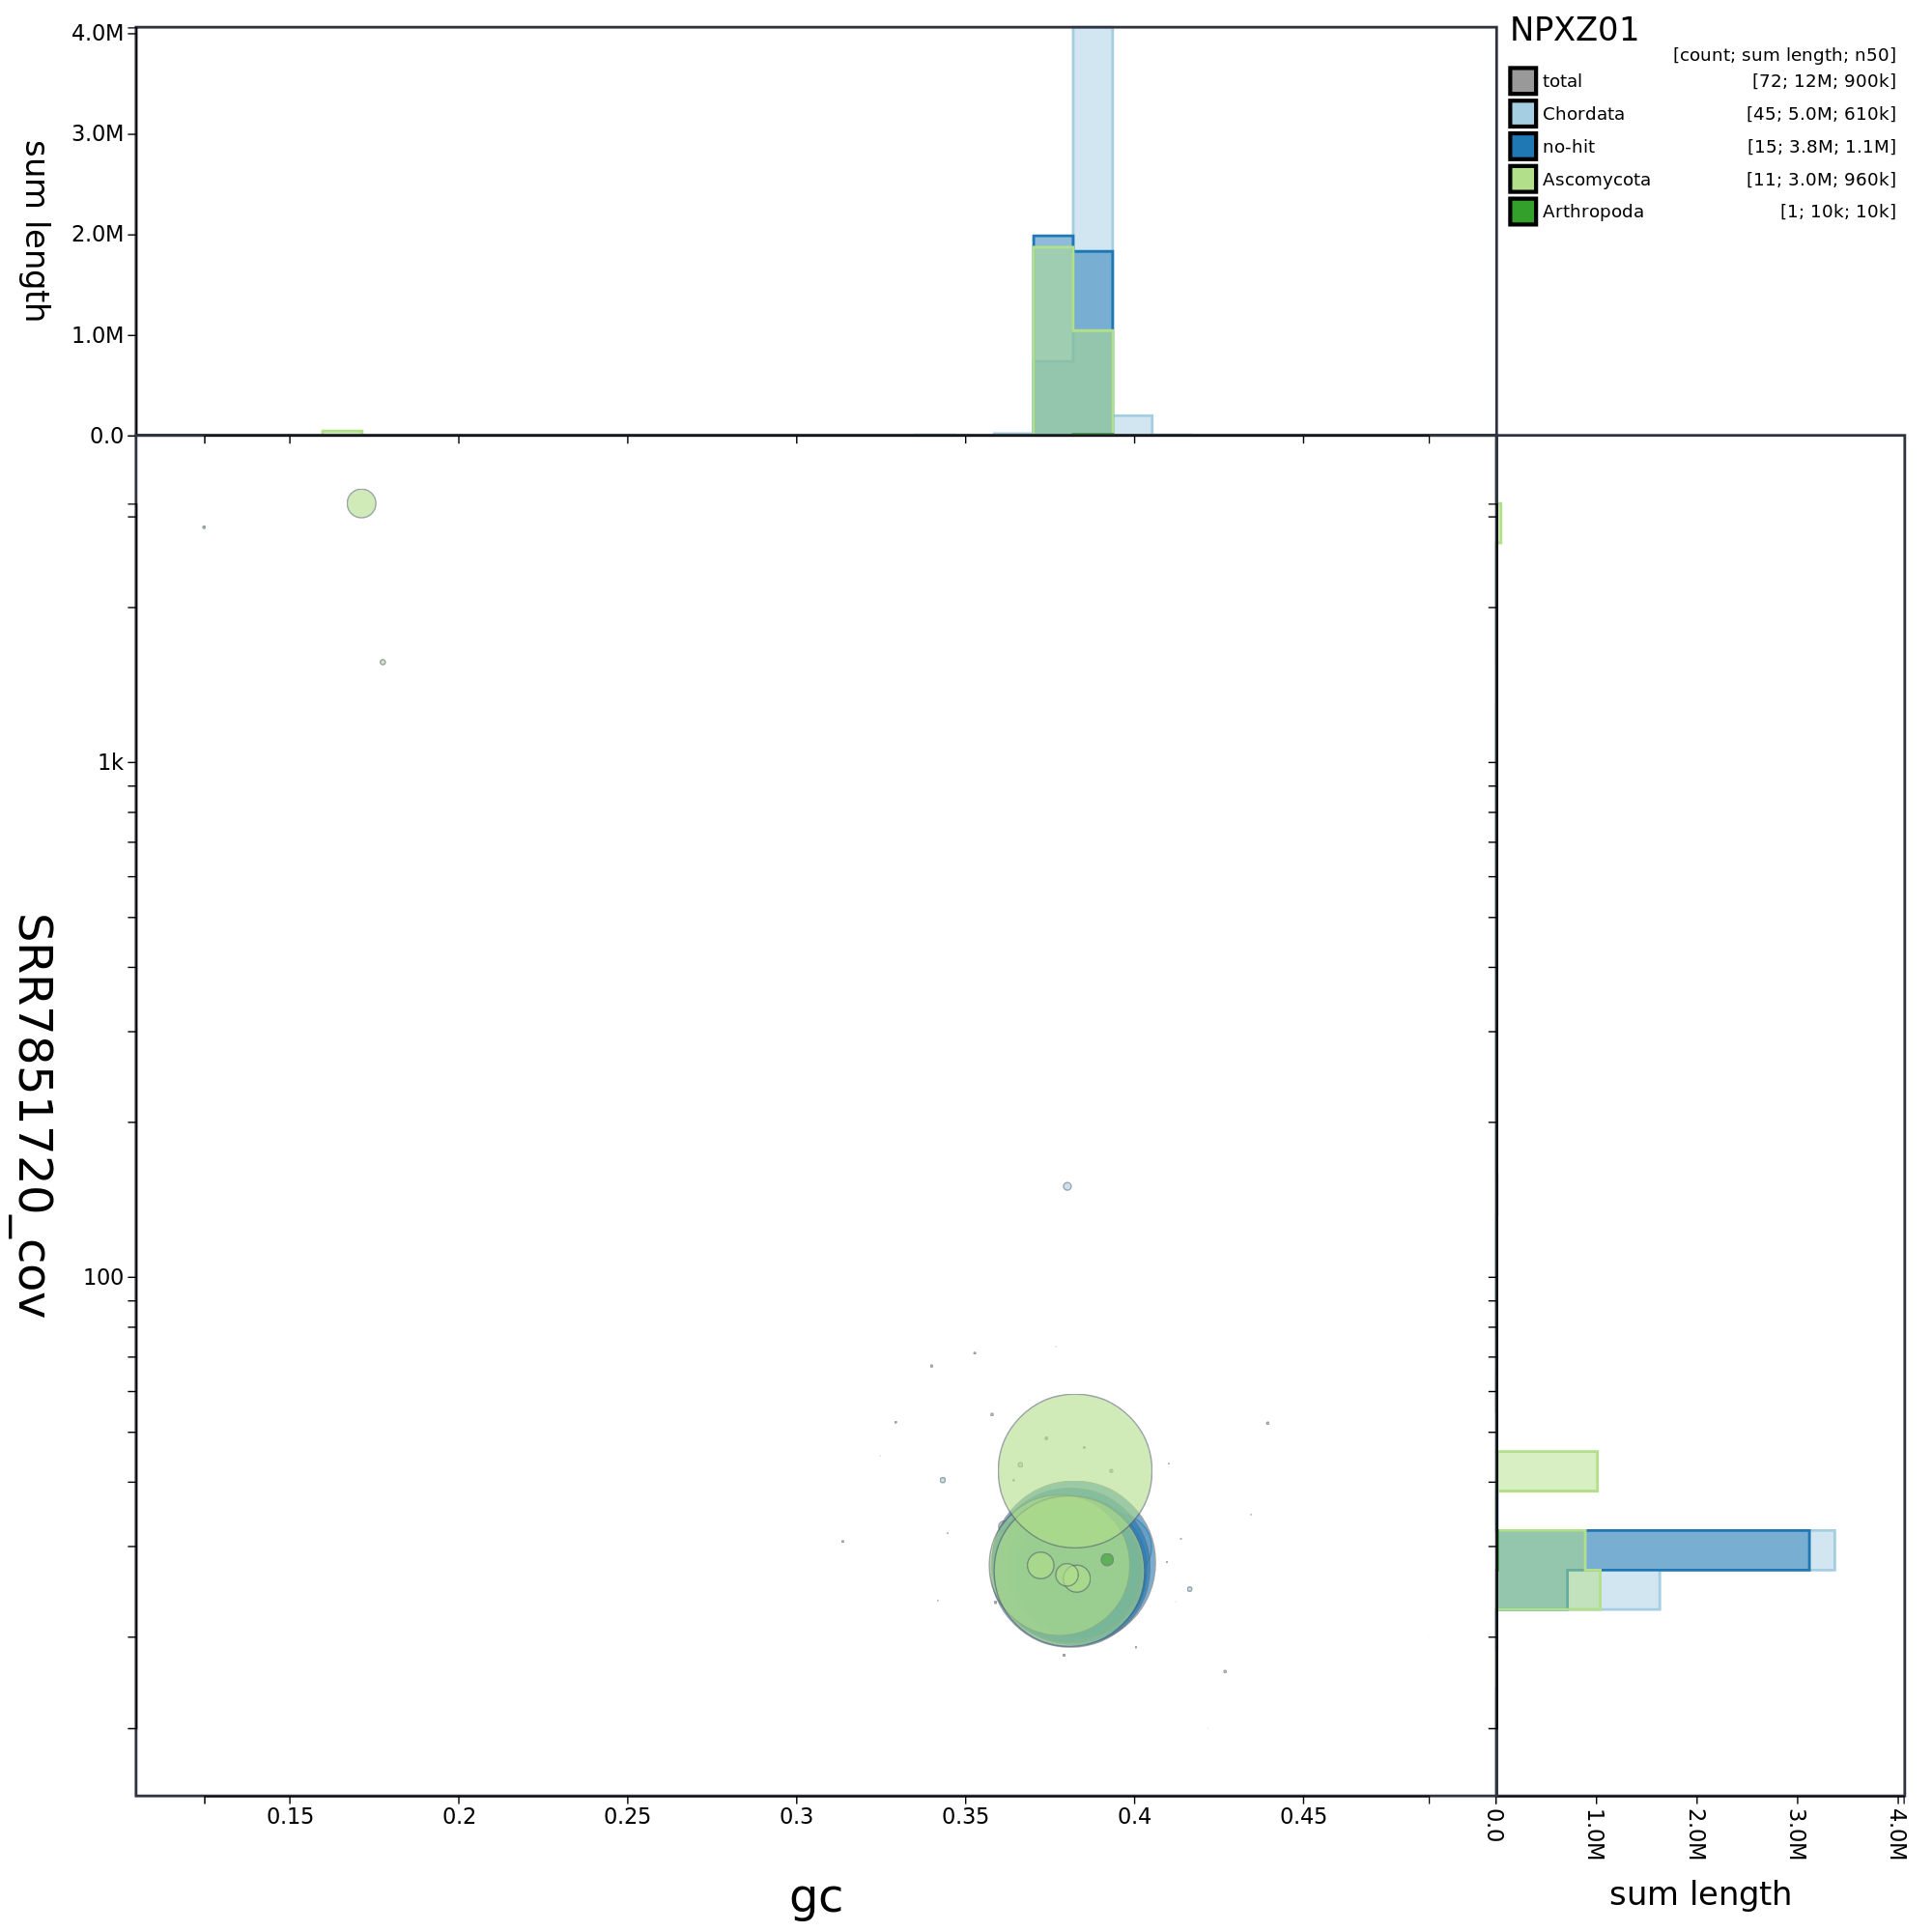 NPXZ01
[count; sum length; n50]
total [72; 12M; 900k]
Chordata [45; 5.0M; 610k]
no-hit [15; 3.8M; 1.1M]
Ascomycota [11; 3.0M; 960k]
Arthropoda [1; 10k; 10k]
4.0M
3.0M
2.0M
1.0M
0.0
sum length
1k
100
SRR7851720_cov
0.15 0.2 0.25 0.3 0.35 0.4 0.45
gc
0.0 1.0M 2.0M 3.0M 4.0M
sum length